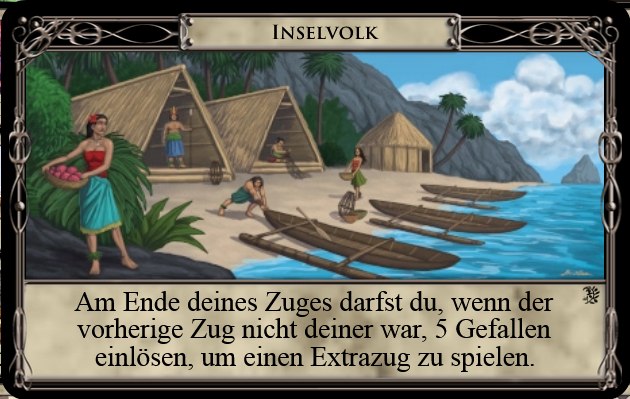 Inselvolk
Am Ende deines Zuges darfst du, wenn der
vorherige Zug nicht deiner war, 5 Gefallen
einlösen, um einen Extrazug zu spielen.